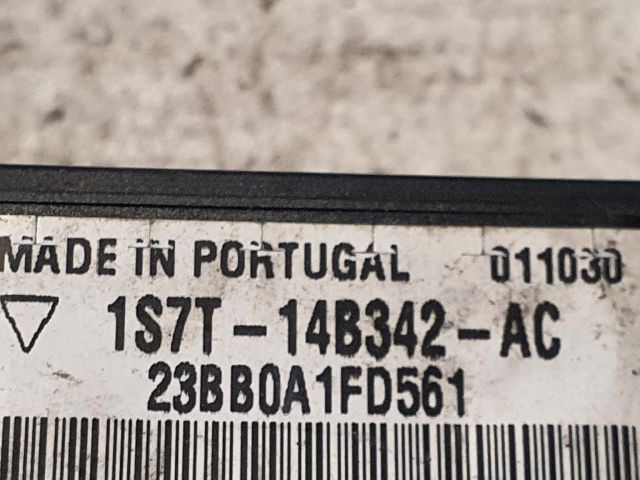 MADE IN PORTUGAL 011030
1S7T-14B342-AC
23BB0A1FD561